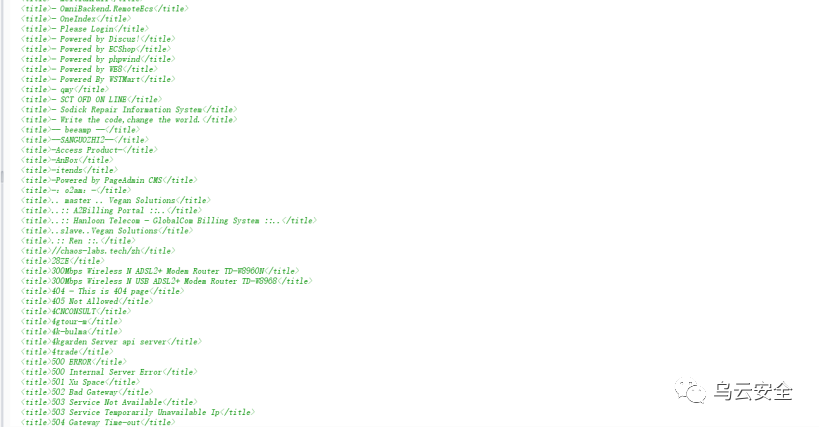 <title>- OmniBackend.RemoteEcs</title>
<title>- OneIndex</title>
<title>- Please Login</title>
<title>- Powered by Discuz!</title>
<title>- Powered by ECShop</title>
<title>- Powered by phpwind</title>
<title>- Powered by WBS</title>
<title>- Powered By WSTMart</title>
<title>- qmy</title>
<title>- SCT OFD ON LINE</title>
<title>- Sodick Repair Information System</title>
<title>- Write the code,change the world.</title>
<title>-- beeamp --</title>
<title>--SANGUOZHI2--</title>
<title>-Access Product-</title>
<title>-AnBox</title>
<title>-itends</title>
<title>-Powered by PageAdmin CMS</title>
<title>-: o2am: -</title>
<title>.. master .. Vegan Solutions</title>
<title>..:: A2Billing Portal ::..</title>
<title>..:: Hanloon Telecom - GlobalCom Billing System ::..</title>
<title>..slave..Vegan Solutions</title>
<title>.:: Ren ::.</title>
<title>//chaos-labs.tech/zh</title>
<title>28ZE</title>
<title>300Mbps Wireless N ADSL2+ Modem Router TD-W8960N</title>
<title>300Mbps Wireless N USB ADSL2+ Modem Router TD-W8968</title>
<title>404 - This is 404 page</title>
<title>405 Not Allowed</title>
<title>4CNCONSULT</title>
<title>4gtour-m</title>
<title>4k-bulma</title>
<title>4kgarden Server api server</title>
<title>4trade</title>
<title>500 ERROR</title>
<title>500 Internal Server Error</title>
<title>501 Xu Space</title>
<title>502 Bad Gateway</title>
<title>503 Service Not Available</title>
<title>503 Service Temporarily Unavailable Ip</title>
<title>504 Gateway Time-out</title>
乌云安全